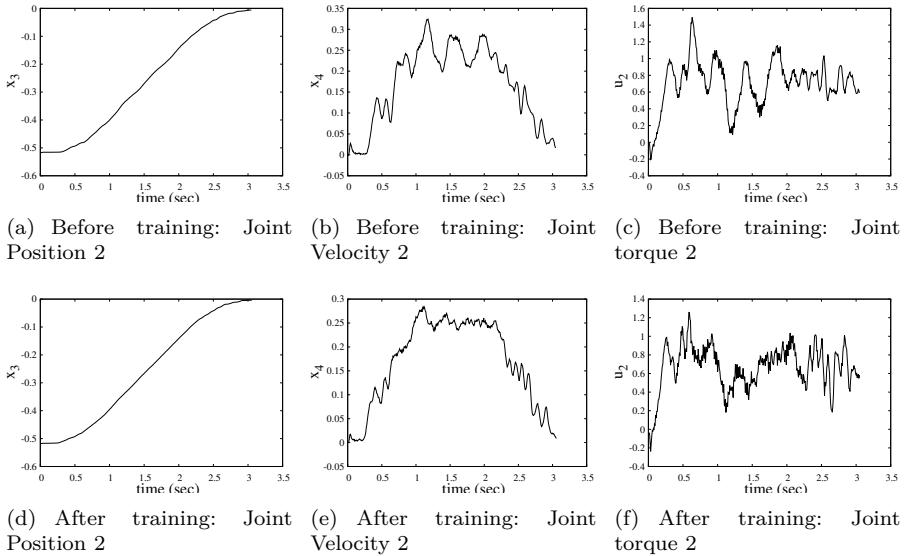 0
-0.1
-0.2
-0.3
-0.4
-0.5
-0.6
x3
0 0.5 1 1.5 2 2.5 3 3.5
time (sec)
(a) Before training: Joint
Position 2
0.35
0.3
0.25
0.2
0.15
0.1
0.05
0
-0.05
x4
0 0.5 1 1.5 2 2.5 3 3.5
time (sec)
(b) Before training: Joint
Velocity 2
1.6
1.4
1.2
1
0.8
0.6
0.4
0.2
0
-0.2
-0.4
u2
0 0.5 1 1.5 2 2.5 3 3.5
time (sec)
(c) Before training: Joint
torque 2
0
-0.1
-0.2
-0.3
-0.4
-0.5
-0.6
x3
0 0.5 1 1.5 2 2.5 3 3.5
time (sec)
(d) After training: Joint
Position 2
0.3
0.25
0.2
0.15
0.1
0.05
0
-0.05
x4
0 0.5 1 1.5 2 2.5 3 3.5
time (sec)
(e) After training: Joint
Velocity 2
1.4
1.2
1
0.8
0.6
0.4
0.2
0
-0.2
-0.4
u2
0 0.5 1 1.5 2 2.5 3 3.5
time (sec)
(f) After training: Joint
torque 2